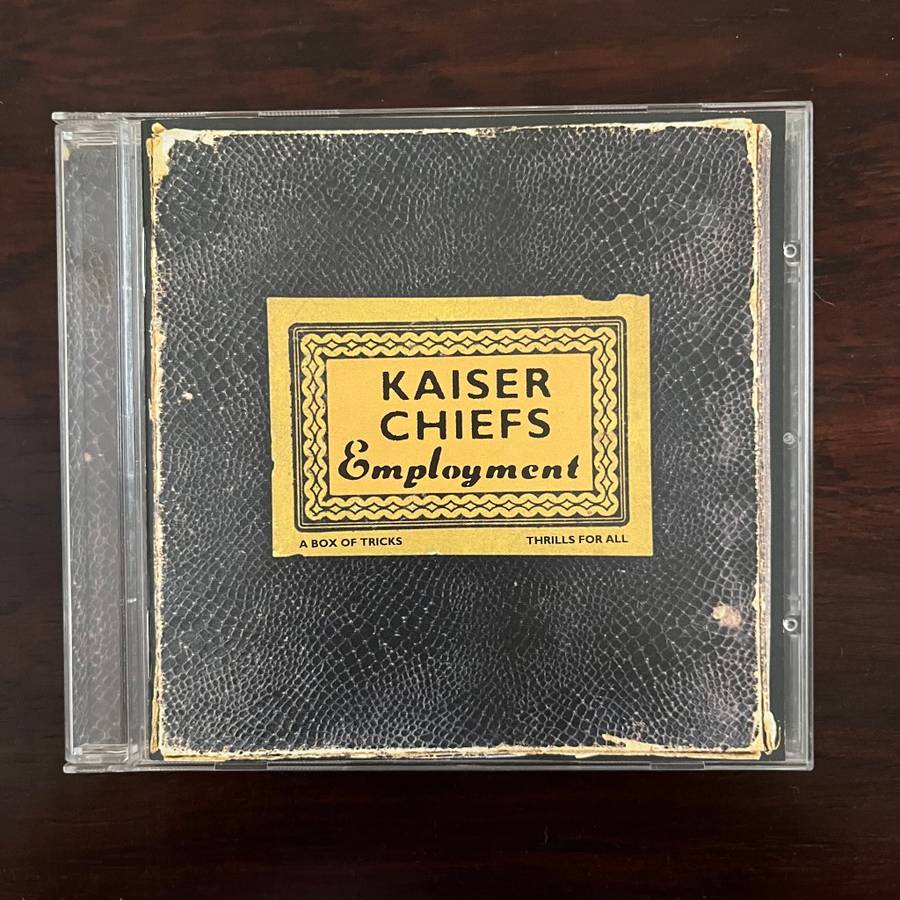 KAISER
CHIEFS
Employment
A BOX OF TRICKS
THRILLS FOR ALL